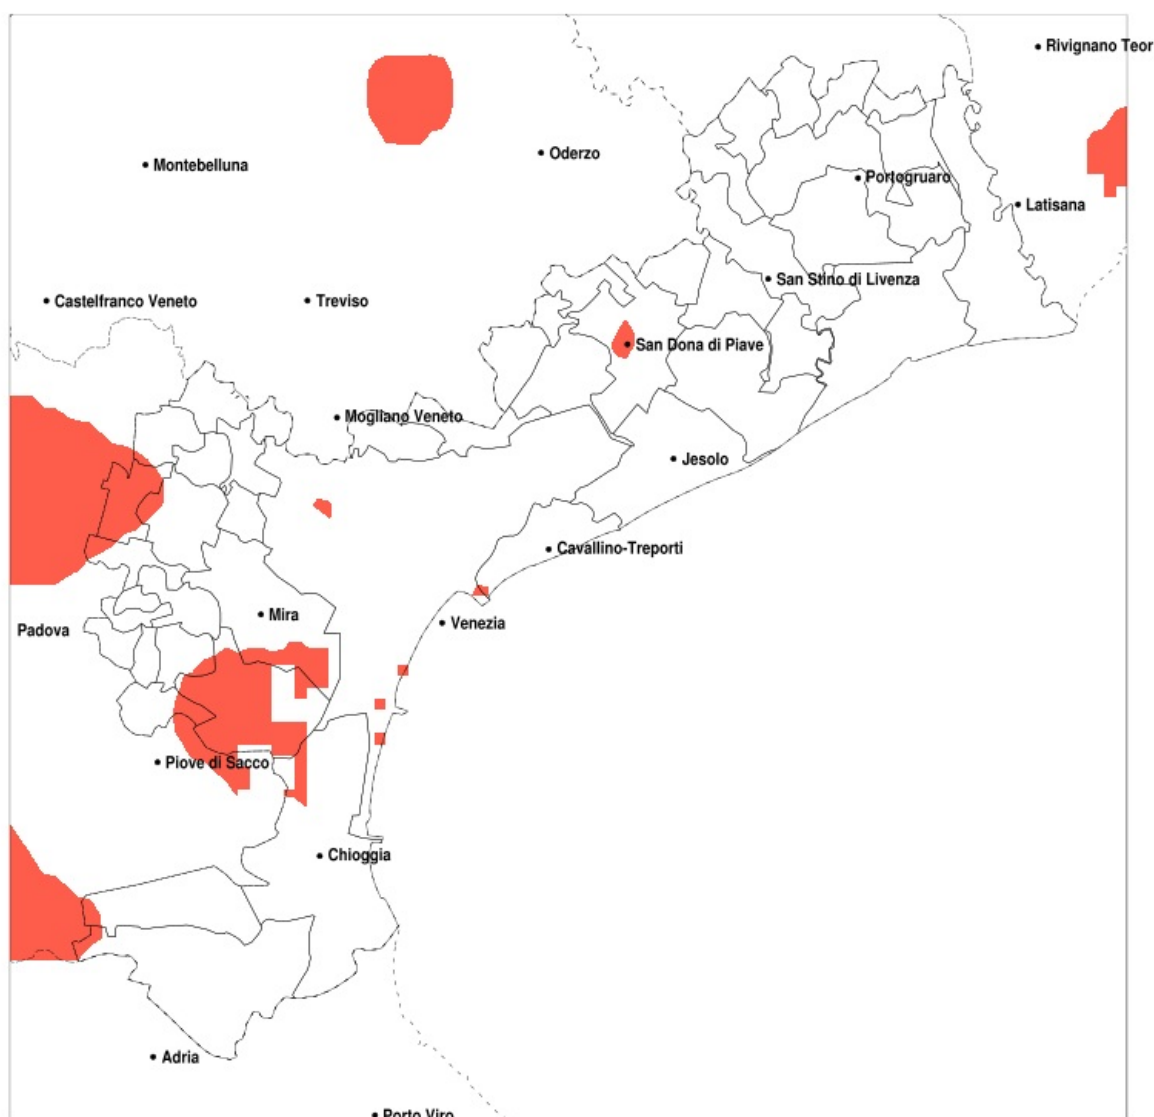 Rivignano Teor
Oderzo
Montebelluna
Portogruaro
Latisana
San Stino di Livenza
Castelfranco Veneto
Treviso
San Dona di Piave
Mogliano Veneto
Jesolo
Cavallino-Treporti
Mira
Venezia
Padova
Piove di Sacco
Chioggia
Adria
Porto Viro